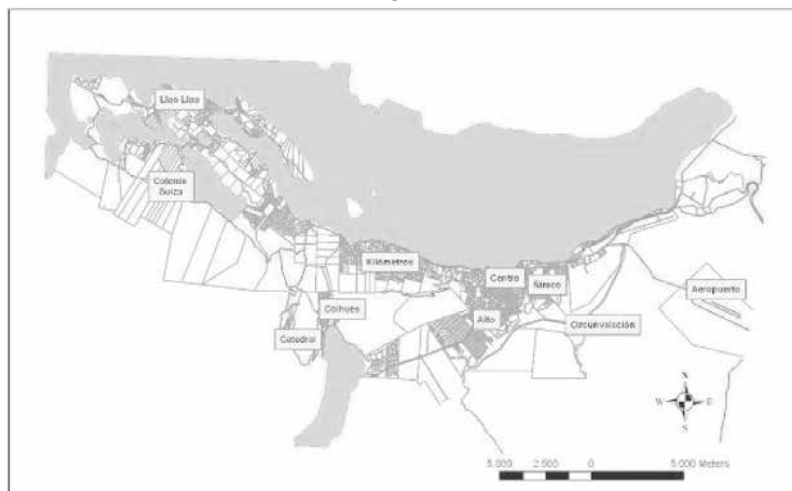 Llao Llao
Colonia
Suiza
Kilómetros
Centro
Ñireco
Aeropuerto
Coihues
Alto
Circunvalación
Catedral
N
W E
S
5.000 2.500 0 5.000 Meters